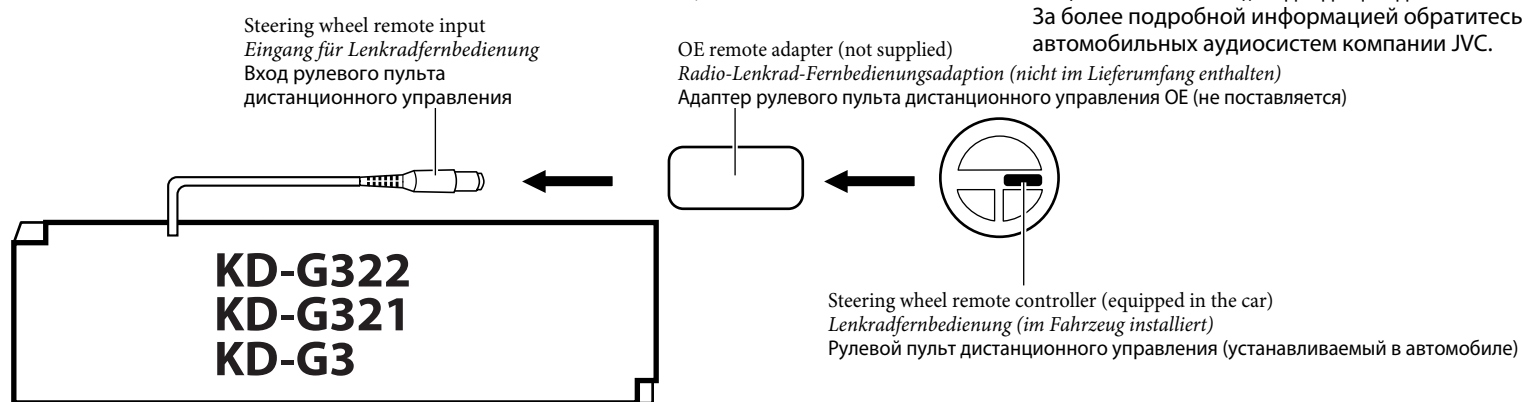 За более подробной информацией обратитесь
автомобильных аудиосистем компании JVC.
Steering wheel remote input
Eingang für Lenkradfernbedienung
Вход рулевого пульта
дистанционного управления
OE remote adapter (not supplied)
Radio-Lenkrad-Fernbedienungsadaption (nicht im Lieferumfang enthalten)
Адаптер рулевого пульта дистанционного управления OE (не поставляется)
KD-G322
KD-G321
KD-G3
Steering wheel remote controller (equipped in the car)
Lenkradfernbedienung (im Fahrzeug installiert)
Рулевой пульт дистанционного управления (устанавливаемый в автомобиле)